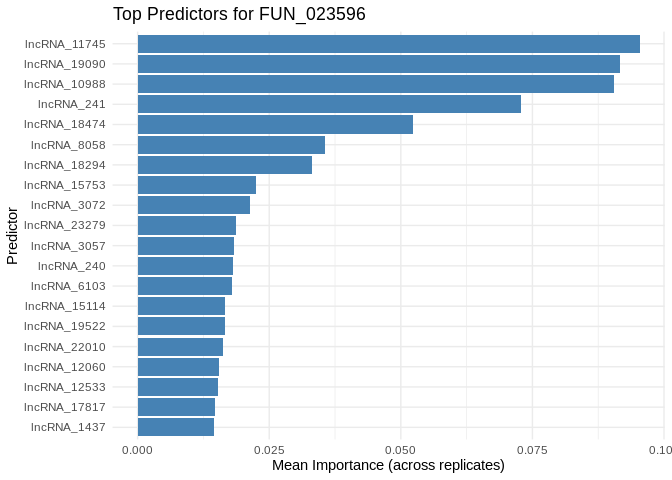 Top Predictors for FUN_023596
Predictor
lncRNA_11745
lncRNA_19090
lncRNA_10988
lncRNA_241
lncRNA_18474
lncRNA_8058
lncRNA_18294
lncRNA_15753
lncRNA_3072
lncRNA_23279
lncRNA_3057
lncRNA_240
lncRNA_6103
lncRNA_15114
lncRNA_19522
lncRNA_22010
lncRNA_12060
lncRNA_12533
lncRNA_17817
lncRNA_1437
0.000 0.025 0.050 0.075 0.10
Mean Importance (across replicates)